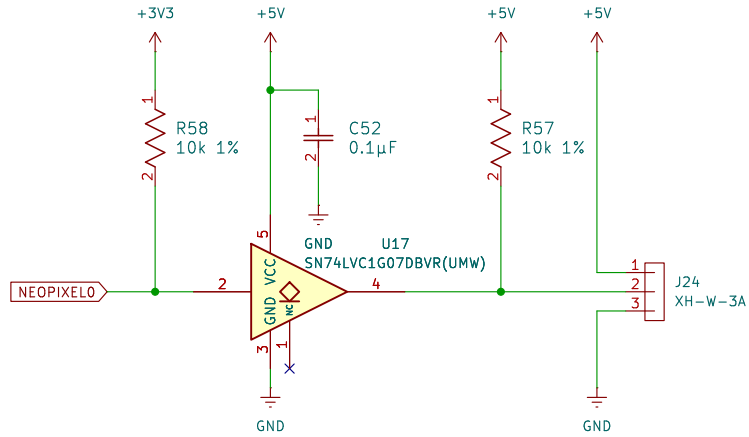 +3V3
+5V
+5V
+5V
1
R58
10k 1%
2
1
C52
0.1µF
2
1
R57
10k 1%
2
GND
U17
SN74LVC1G07DBVR(UMW)
5
VCC
GND
NC
2
4
3
1
NEOPIXEL0
1
2
3
J24
XH-W-3A
GND
GND